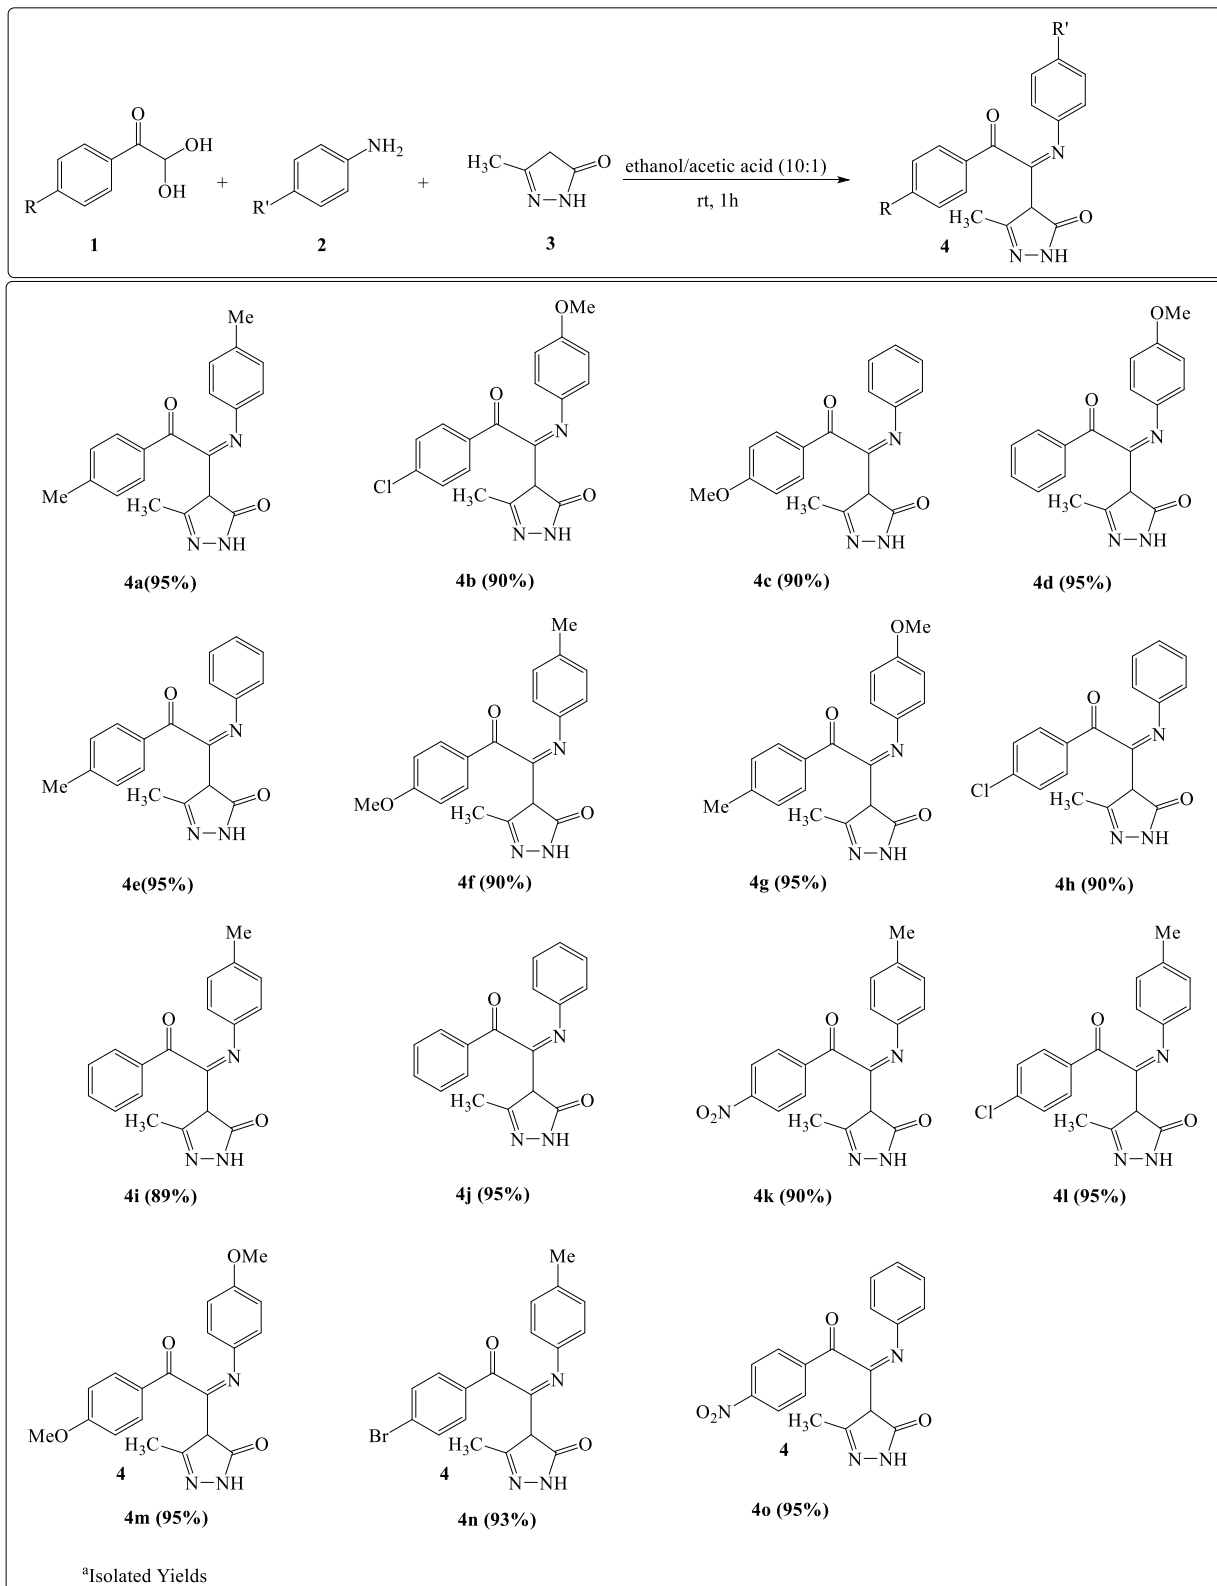 R'
O
O
OH
NH2
O
N
OH
H3C
O
ethanol/acetic acid (10:1)
+
+
R
R'
N
NH
rt, 1h
R
H3C
O
1
2
3
4
N
NH
Me
OMe
OMe
O
N
O
N
O
N
O
N
Me
H3C
O
Cl
H3C
O
MeO
H3C
O
H3C
O
N
NH
N
NH
N
NH
N
NH
4a(95%)
4b (90%)
4c (90%)
4d (95%)
Me
OMe
O
N
O
N
O
N
O
N
Me
H3C
O
MeO
H3C
O
Me
H3C
O
Cl
H3C
O
N
NH
N
NH
N
NH
N
NH
4e(95%)
4f (90%)
4g (95%)
4h (90%)
Me
Me
Me
O
N
O
N
O
N
O
N
H3C
O
H3C
O
O2N
H3C
O
Cl
H3C
O
N
NH
N
NH
N
NH
N
NH
4i (89%)
4j (95%)
4k (90%)
4l (95%)
OMe
Me
O
N
O
N
O
N
MeO
H3C
O
Br
H3C
O
O2N
H3C
O
4
N
NH
4
N
NH
4
N
NH
4m (95%)
4n (93%)
4o (95%)
aIsolated Yields